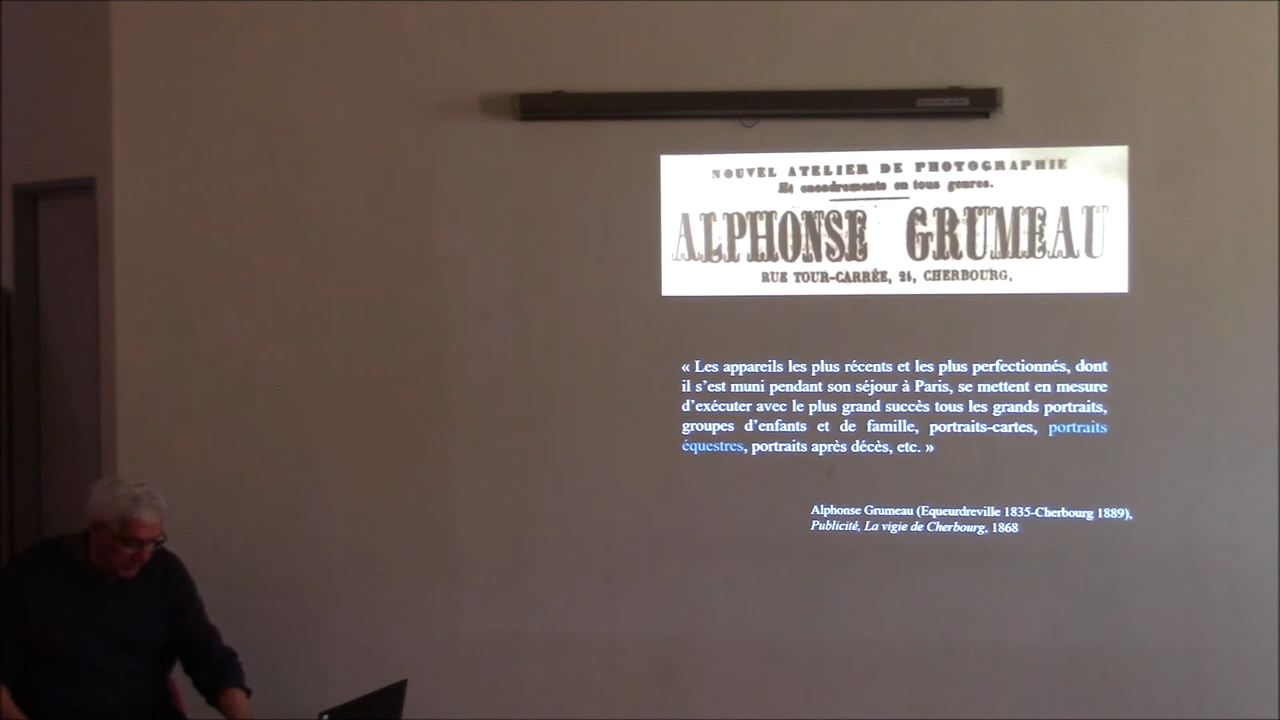 NOUVEL ATELIER DE PHOTOGRAPHIE
Et encadrements en tous genres.
ALPHONSE GRUMEAU
RUE TOUR-CARRÉE, 24, CHERBOURG,
« Les appareils les plus récents et les plus perfectionnés, dont
il s’est muni pendant son séjour à Paris, se mettent en mesure
d’exécuter avec le plus grand succès tous les grands portraits,
groupes d’enfants et de famille, portraits-cartes, portraits
équestres, portraits après décès, etc. »
Alphonse Grumeau (Equeurdreville 1835-Cherbourg 1889),
Publicité, La vigie de Cherbourg, 1868